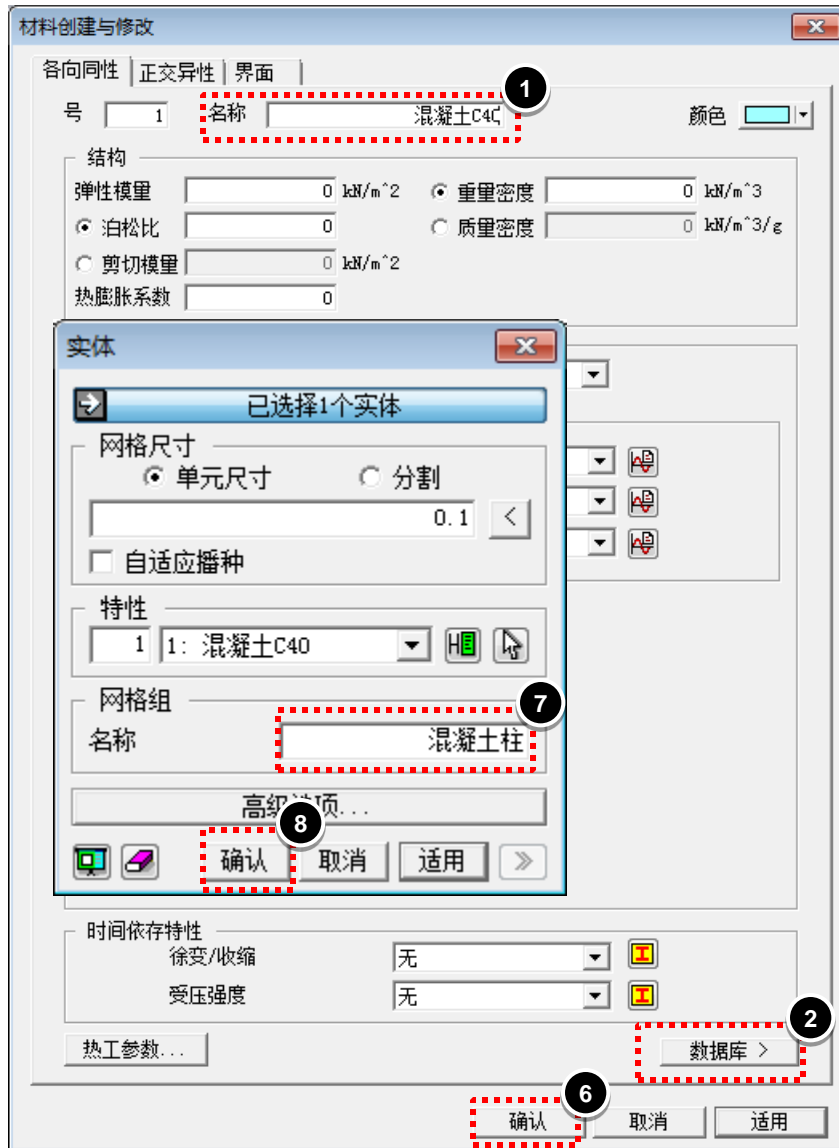 材料创建与修改
各向同性 正交异性 界面
1
号 1 名称 混凝土C40 颜色
结构
弹性模量 0 kN/m^2 重量密度 0 kN/m^3
泊松比 0 质量密度 0 kN/m^3/g
剪切模量 0 kN/m^2
热膨胀系数 0
实体
已选择1个实体
网格尺寸
单元尺寸 分割
0.1 <
自适应播种
特性
1 1: 混凝土C40
网格组
7
名称 混凝土柱
高级选项...
8
确认 取消 适用 >>
时间依存特性
徐变/收缩 无
受压强度 无
2
热工参数... 数据库 >
6
确认 取消 适用